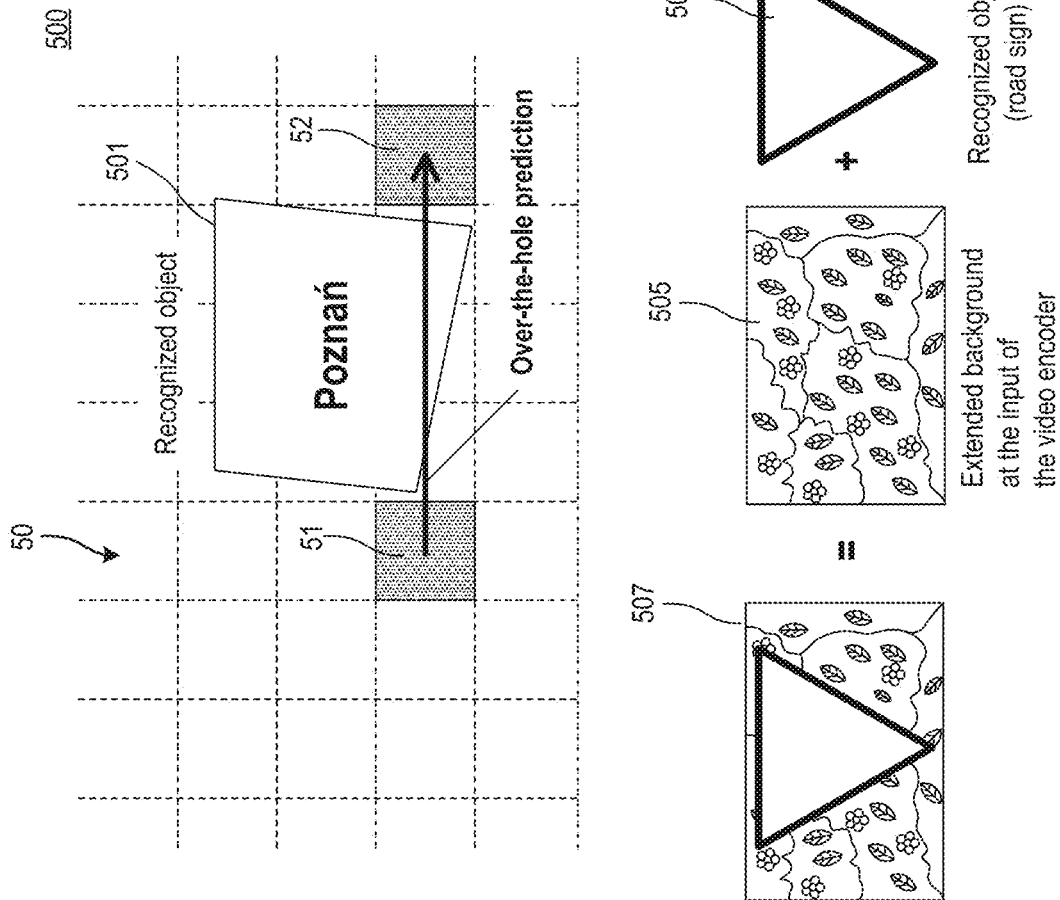 500
50
501
Recognized object
Poznań
51
52
Over-the-hole prediction
507
=
505
+
Extended background
at the input of
the video encoder
Recognized
(road sign)